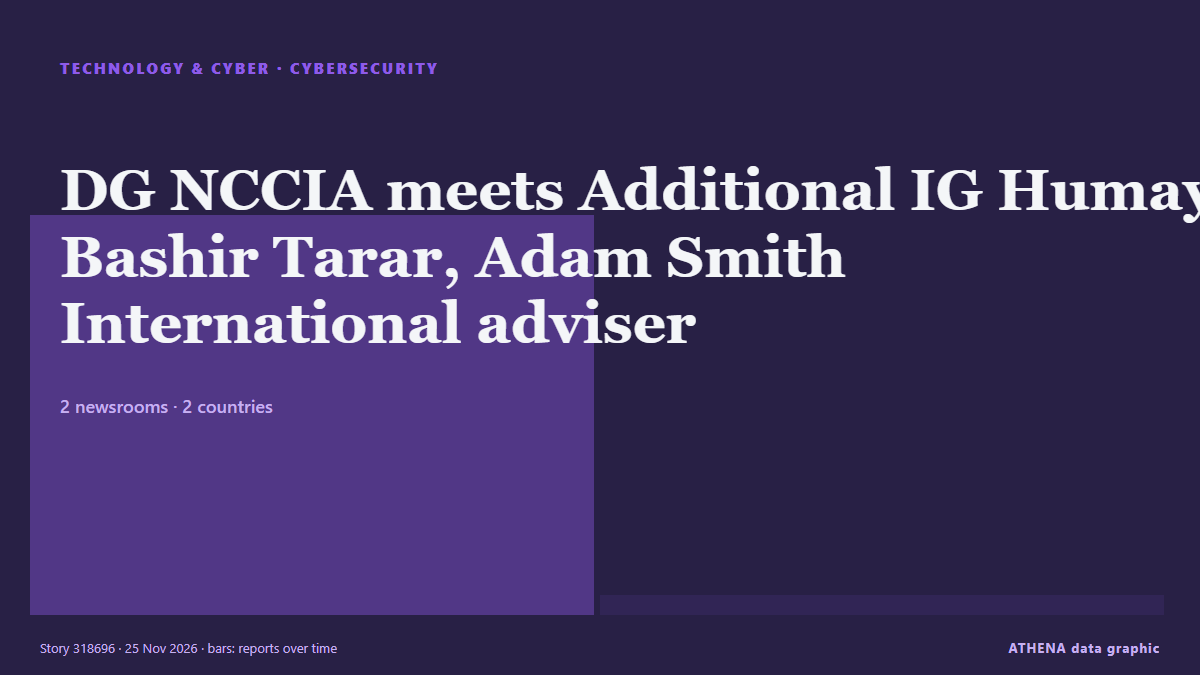 TECHNOLOGY & CYBER · CYBERSECURITY
DG NCCIA meets Additional IG Humay
Bashir Tarar, Adam Smith
International adviser
2 newsrooms · 2 countries
Story 318696 · 25 Nov 2026 · bars: reports over time
ATHENA data graphic